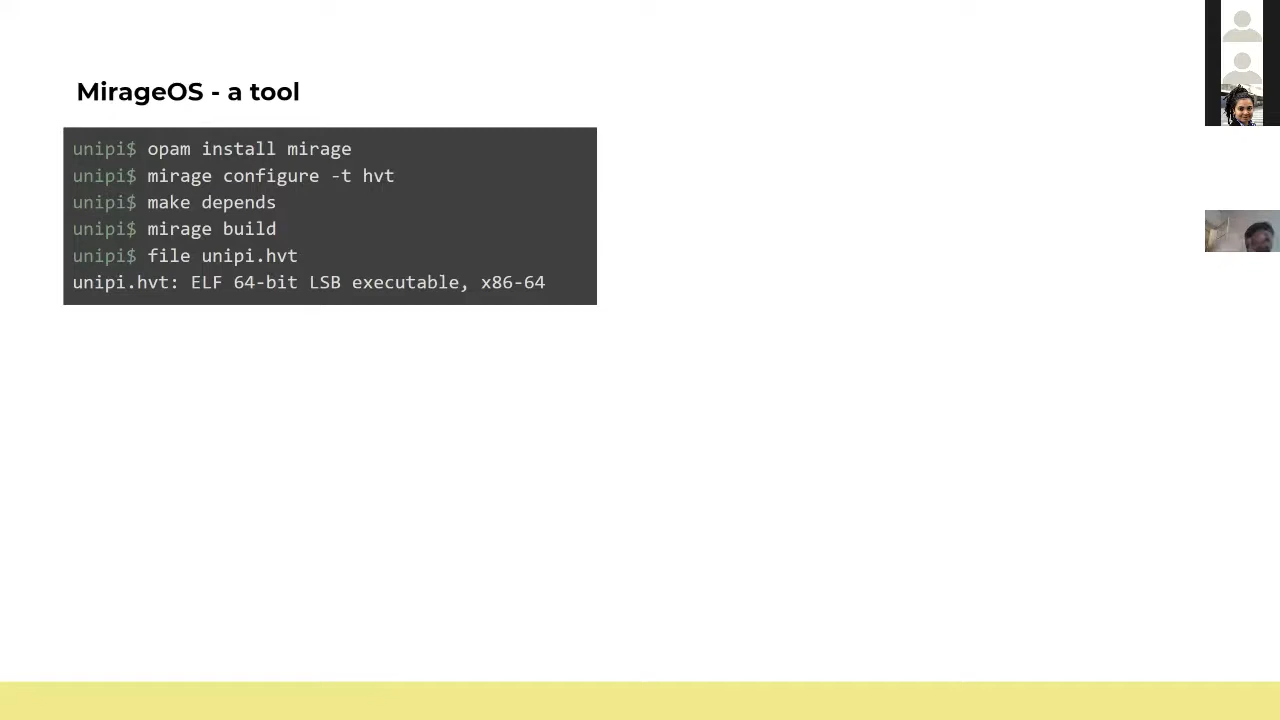 MirageOS - a tool
unipi$ opam install mirage
unipi$ mirage configure -t hvt
unipi$ make depends
unipi$ mirage build
unipi$ file unipi.hvt
unipi.hvt: ELF 64-bit LSB executable, x86-64